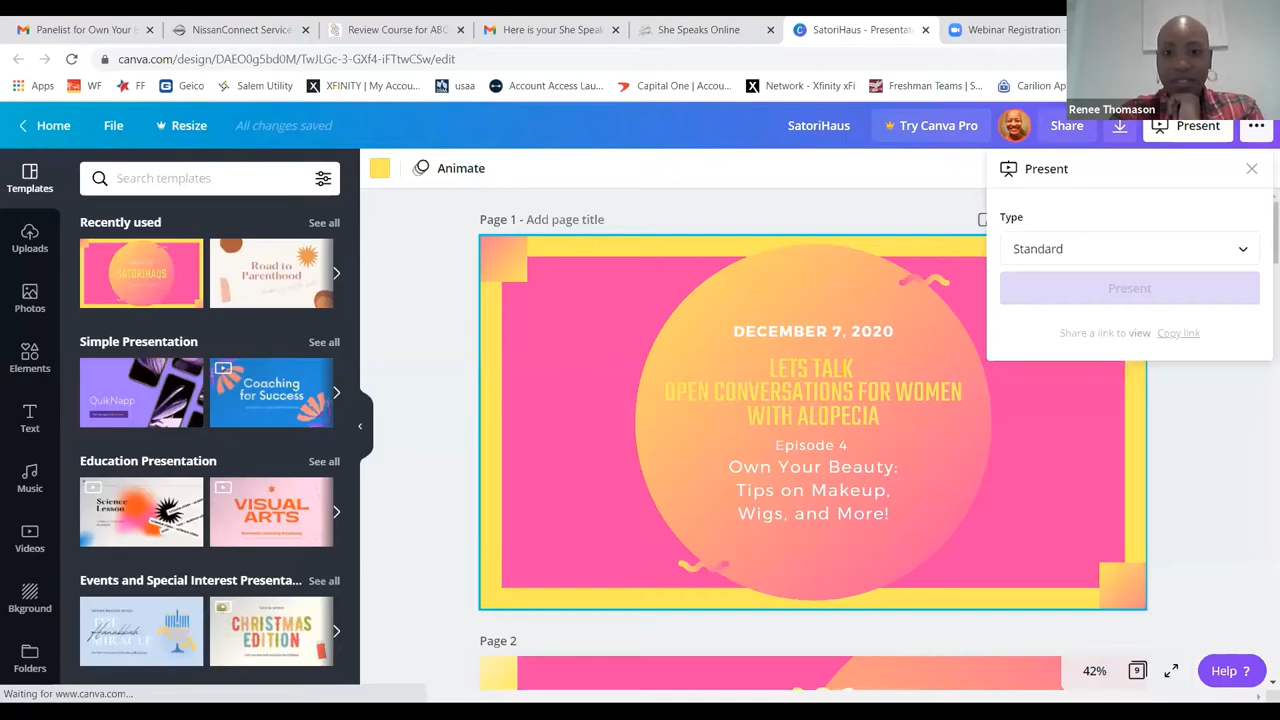 Panelist for Own Your B
NissanConnect Service
Review Course for ABC
Here is your She Speak
She Speaks Online
SatoriHaus - Presentat
Webinar Registration
canva.com/design/DAEO0g5bd0M/TwJLGc-3-GXf4-iFTtwCSw/edit
Apps
WF
FF
Geico
Salem Utility
XFINITY | My Accou...
usaa
Account Access Lau...
Capital One | Accou...
Network - Xfinity xFi
Freshman Teams | S...
Carilion App
Renee Thomason
Home
File
Resize
All changes saved
SatoriHaus
Try Canva Pro
Share
Present
Templates
Uploads
Photos
Elements
Text
Music
Videos
Bkground
Folders
Search templates
Recently used
See all
SATORIHAUS
Road to
Parenthood
Simple Presentation
See all
QuikNapp
Coaching
for Success
Education Presentation
See all
Science
Lesson
VISUAL
ARTS
Events and Special Interest Presenta...
See all
Hanukkah
CHRISTMAS
EDITION
Animate
Page 1 - Add page title
DECEMBER 7, 2020
LETS TALK
OPEN CONVERSATIONS FOR WOMEN
WITH ALOPECIA
Episode 4
Own Your Beauty:
Tips on Makeup,
Wigs, and More!
Page 2
Present
Type
Standard
Present
Share a link to view Copy link
42%
9
Help ?
Waiting for www.canva.com...